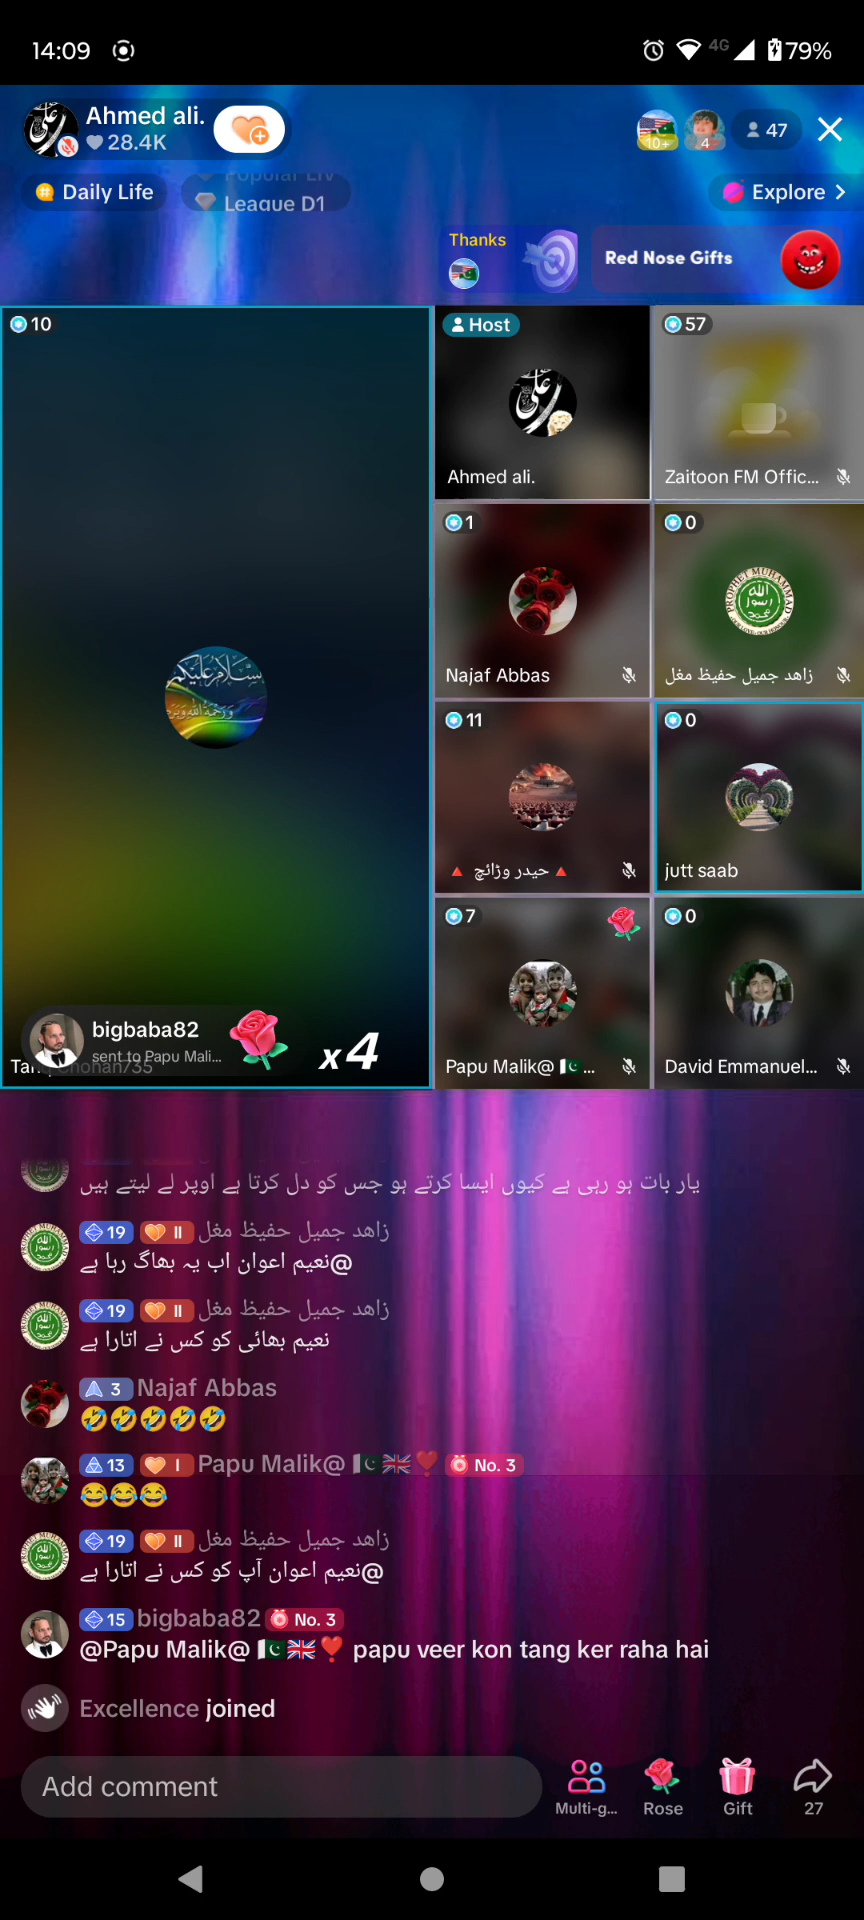 14:09
4G
79%
Ahmed ali.
28.4K
10+
4
47
Daily Life
League D1
Explore >
Thanks
Red Nose Gifts
10
Host
Ahmed ali.
57
Zaitoon FM Offic...
1
Najaf Abbas
0
PROPHET MUHAMMAD
زاهد جمیل حفیظ مغل
11
🔺 حیدر وڑائچ 🔺
0
jutt saab
7
Papu Malik@ 🇵🇰 ...
0
David Emmanuel...
bigbaba82
sent to Papu Mali...
x4
یار بات ہو رہی ہے کیوں ایسا کرتے ہو جس کو دل کرتا ہے اوپر لے لیتے ہیں
19 II زاهد جمیل حفیظ مغل
@نعیم اعوان اب یہ بھاگ رہا ہے
19 II زاهد جمیل حفیظ مغل
نعیم بھائی کو کس نے اتارا ہے
3 Najaf Abbas
🤣🤣🤣🤣🤣
13 I Papu Malik@ 🇵🇰🇬🇧❣️ No. 3
😂😂😂
19 II زاهد جمیل حفیظ مغل
@نعیم اعوان آپ کو کس نے اتارا ہے
15 bigbaba82 No. 3
@Papu Malik@ 🇵🇰🇬🇧❣️ papu veer kon tang ker raha hai
Excellence joined
Add comment
Multi-g...
Rose
Gift
27